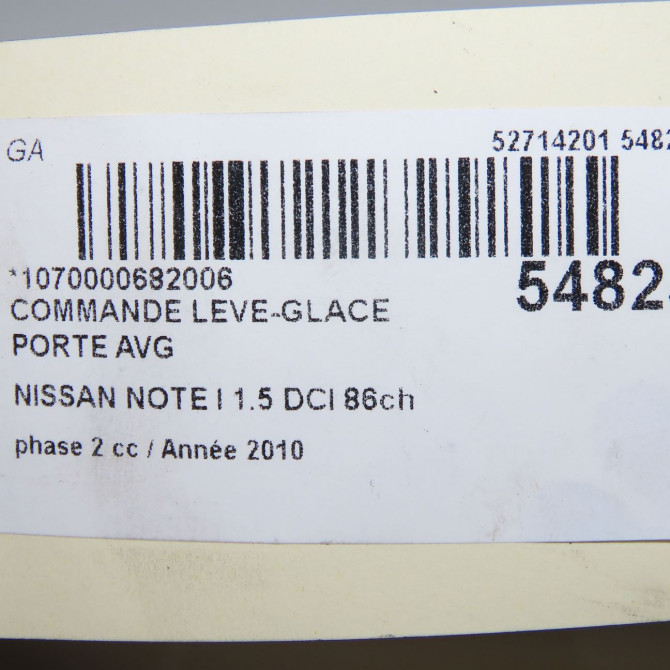 GA
52714201 5482
*1070000682006
5482
COMMANDE LEVE-GLACE
PORTE AVG
NISSAN NOTE I 1.5 DCI 86ch
phase 2 cc / Année 2010